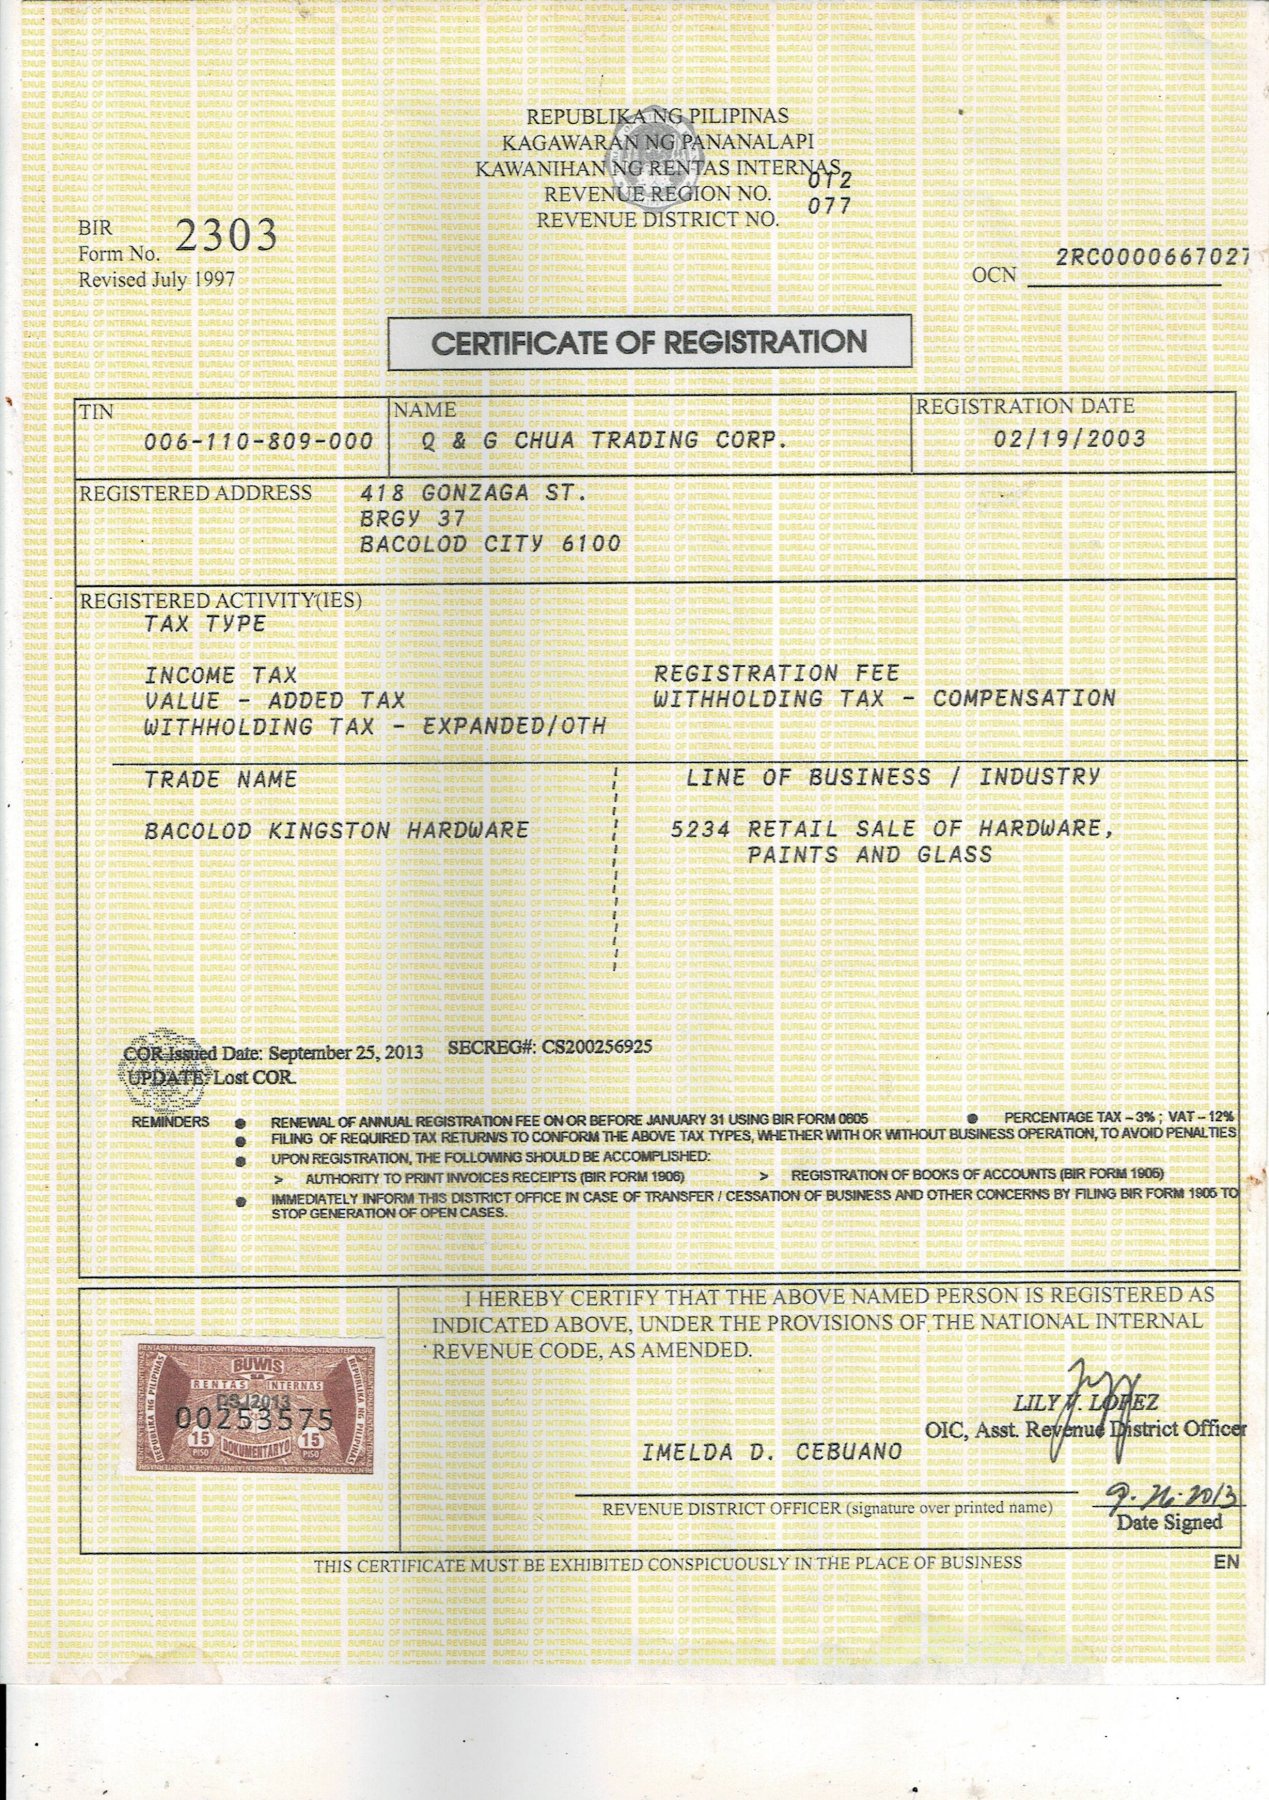 REPUBLIKA NG PILIPINAS
KAGAWARAN NG PANANALAPI
KAWANIHAN NG RENTAS INTERNAS
REVENUE REGION NO. 012
REVENUE DISTRICT NO. 077
BIR
Form No. 2303
Revised July 1997
OCN 2RC0000667027
CERTIFICATE OF REGISTRATION
TIN NAME REGISTRATION DATE
006-110-809-000 Q & G CHUA TRADING CORP. 02/19/2003
REGISTERED ADDRESS 418 GONZAGA ST.
BRGY 37
BACOLOD CITY 6100
REGISTERED ACTIVITY(IES)
TAX TYPE
INCOME TAX REGISTRATION FEE
VALUE - ADDED TAX WITHHOLDING TAX - COMPENSATION
WITHHOLDING TAX - EXPANDED/OTH
TRADE NAME LINE OF BUSINESS / INDUSTRY
BACOLOD KINGSTON HARDWARE 5234 RETAIL SALE OF HARDWARE,
PAINTS AND GLASS
COR Issued Date: September 25, 2013 SECREG#: CS200256925
UPDATE: Lost COR.
REMINDERS ● RENEWAL OF ANNUAL REGISTRATION FEE ON OR BEFORE JANUARY 31 USING BIR FORM 0605 ● PERCENTAGE TAX – 3% ; VAT – 12%
● FILING OF REQUIRED TAX RETURN/S TO CONFORM THE ABOVE TAX TYPES, WHETHER WITH OR WITHOUT BUSINESS OPERATION, TO AVOID PENALTIES
● UPON REGISTRATION, THE FOLLOWING SHOULD BE ACCOMPLISHED:
> AUTHORITY TO PRINT INVOICES RECEIPTS (BIR FORM 1906) > REGISTRATION OF BOOKS OF ACCOUNTS (BIR FORM 1905)
● IMMEDIATELY INFORM THIS DISTRICT OFFICE IN CASE OF TRANSFER / CESSATION OF BUSINESS AND OTHER CONCERNS BY FILING BIR FORM 1905 TO
STOP GENERATION OF OPEN CASES.
I HEREBY CERTIFY THAT THE ABOVE NAMED PERSON IS REGISTERED AS
INDICATED ABOVE, UNDER THE PROVISIONS OF THE NATIONAL INTERNAL
REVENUE CODE, AS AMENDED.
BUWIS
SA
RENTAS INTERNAS
REPUBLIKA NG PILIPINAS
REPUBLIKA NG PILIPINAS
00253575
15 PISO DOKUMENTARYO 15 PISO
LILY V. LOPEZ
OIC, Asst. Revenue District Officer
IMELDA D. CEBUANO
9-26-2013
REVENUE DISTRICT OFFICER (signature over printed name)
Date Signed
THIS CERTIFICATE MUST BE EXHIBITED CONSPICUOUSLY IN THE PLACE OF BUSINESS EN